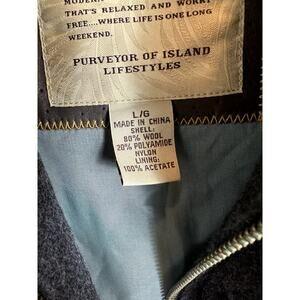 MODERN
THAT'S RELAXED AND WORRY
FREE....WHERE LIFE IS ONE LONG
WEEKEND.
PURVEYOR OF ISLAND
LIFESTYLES
L/G
MADE IN CHINA
SHELL:
80% WOOL
20% POLYAMIDE
NYLON
LINING:
100% ACETATE